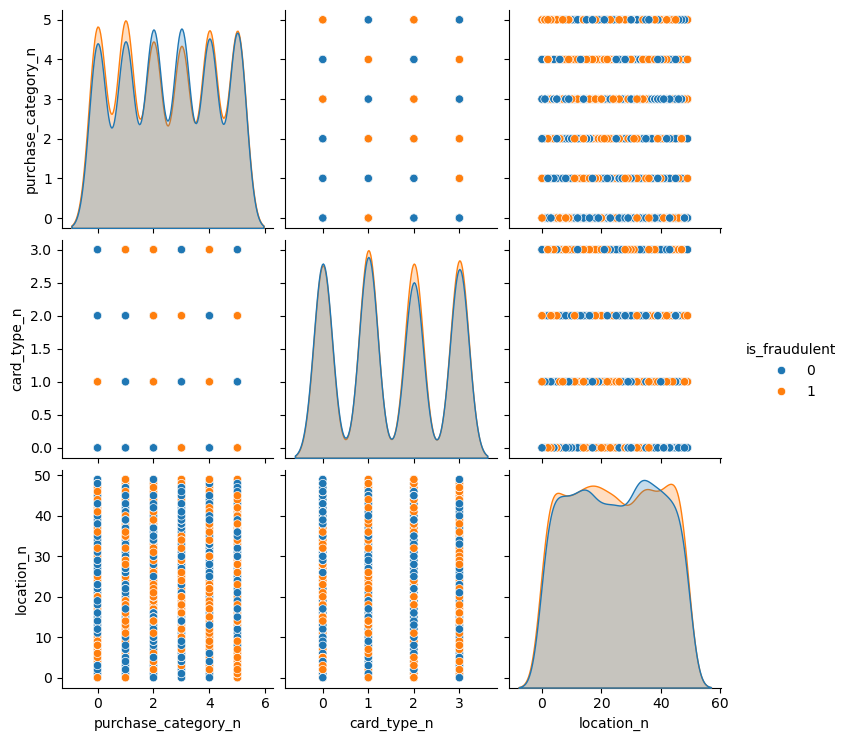 purchase_category_n
5
4
3
2
1
0
card_type_n
3.0
2.5
2.0
1.5
1.0
0.5
0.0
is_fraudulent
0
1
location_n
50
40
30
20
10
0
0 2 4 6
0 1 2 3
0 20 40 60
purchase_category_n card_type_n location_n